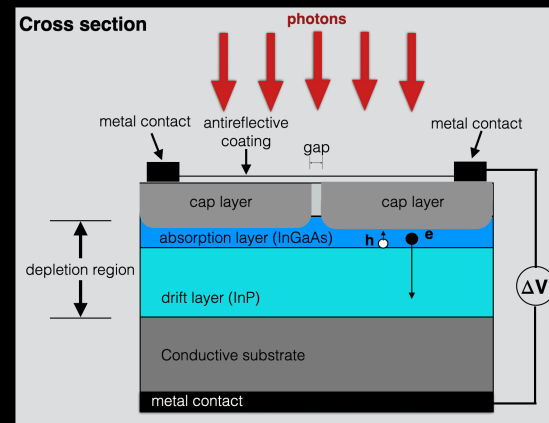 Cross section
photons
metal contact
antireflective
coating
gap
metal contact
cap layer
cap layer
absorption layer (InGaAs)
h
e
depletion region
drift layer (InP)
ΔV
Conductive substrate
metal contact